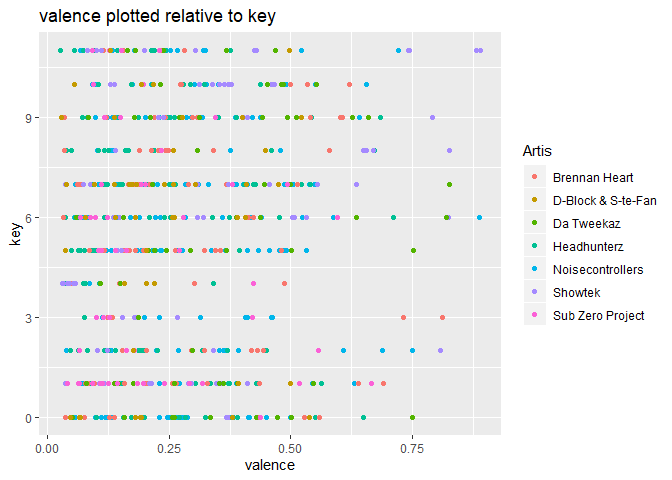 valence plotted relative to key
9
6
3
0
key
0.00
0.25
0.50
0.75
valence
Artis
Brennan Heart
D-Block & S-te-Fan
Da Tweekaz
Headhunterz
Noisecontrollers
Showtek
Sub Zero Project